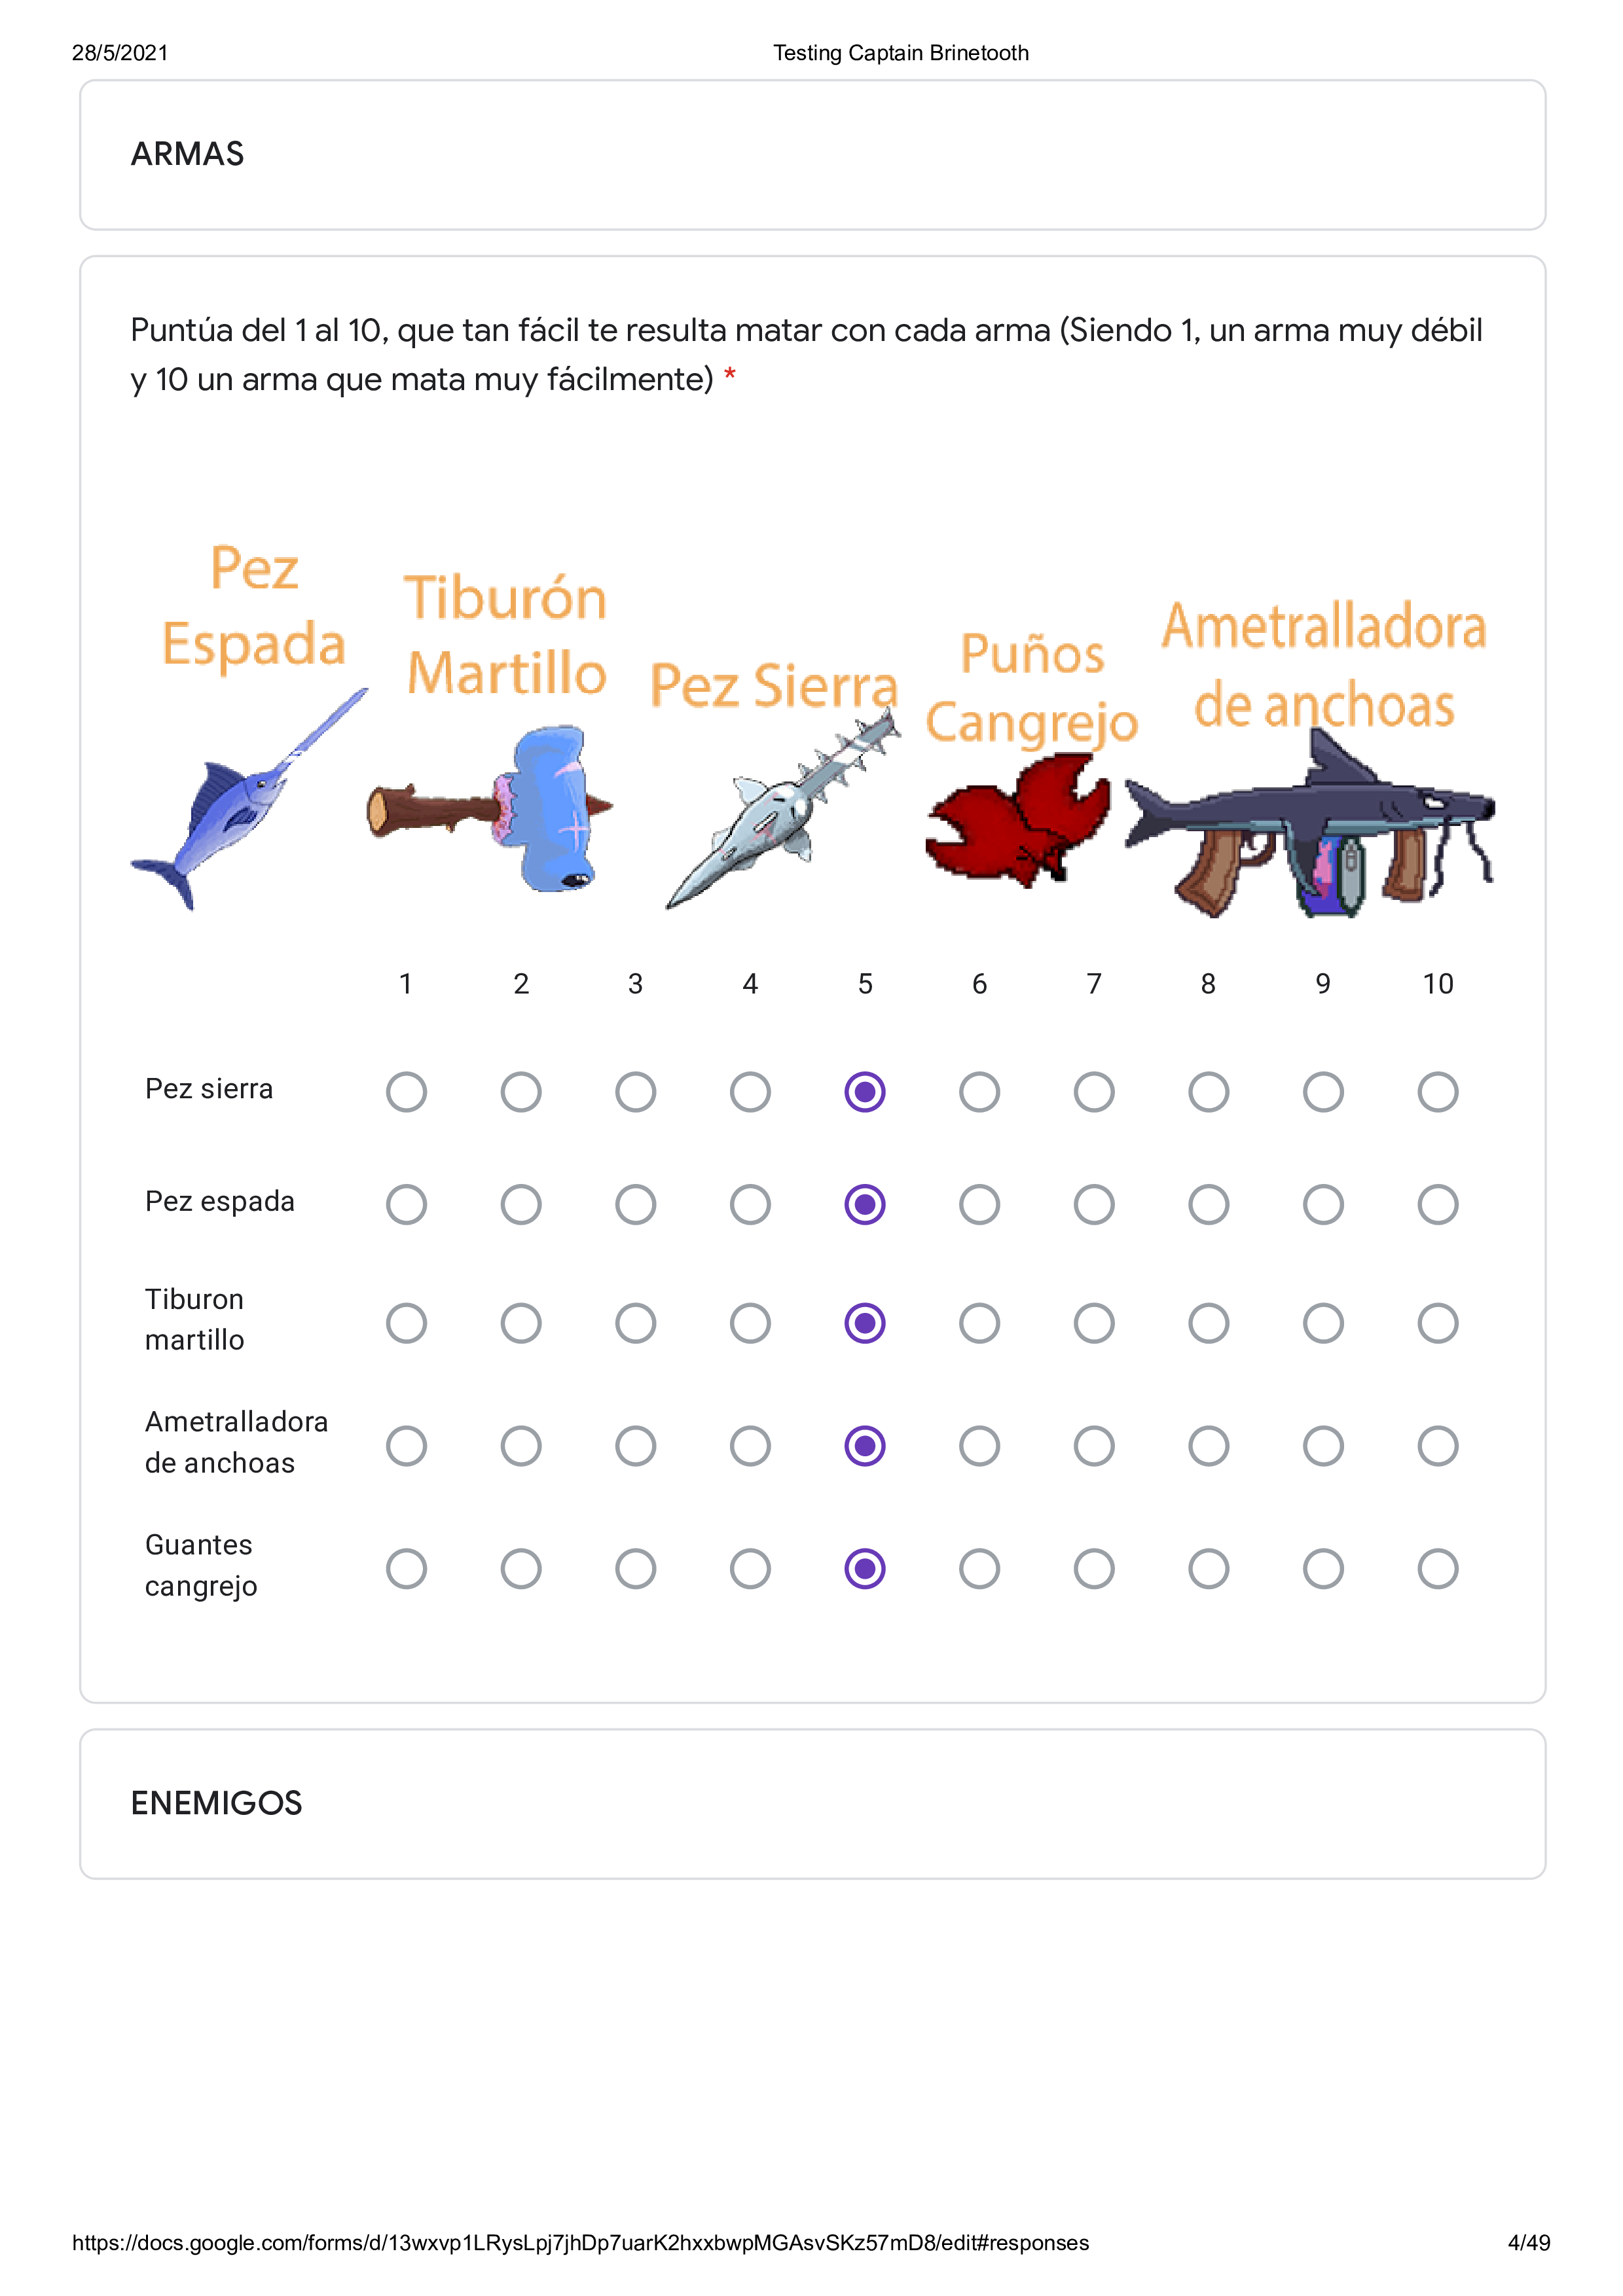 28/5/2021
Testing Captain Brinetooth
ARMAS
Puntúa del 1 al 10, que tan fácil te resulta matar con cada arma (Siendo 1, un arma muy débil
y 10 un arma que mata muy fácilmente) *
Pez
Espada
Tiburón
Martillo
Pez Sierra
Puños
Cangrejo
Ametralladora
de anchoas
1 2 3 4 5 6 7 8 9 10
Pez sierra
Pez espada
Tiburon
martillo
Ametralladora
de anchoas
Guantes
cangrejo
ENEMIGOS
https://docs.google.com/forms/d/13wxvp1LRysLpj7jhDp7uarK2hxxbwpMGAsvSKz57mD8/edit#responses
4/49